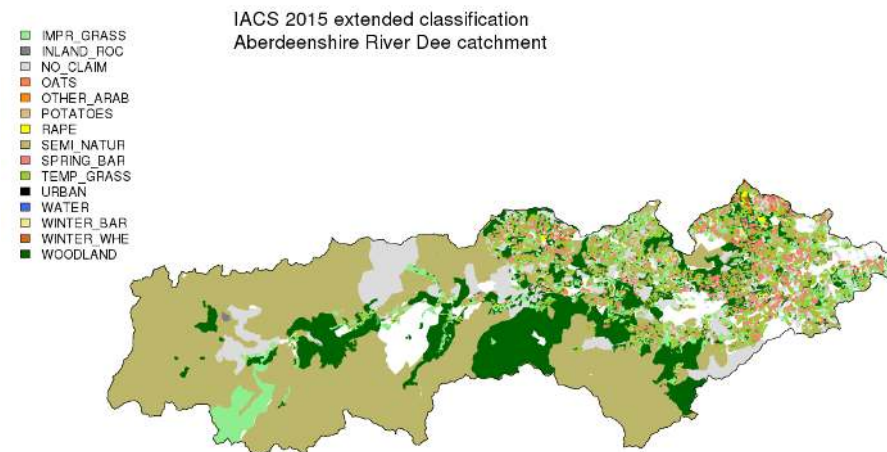 IACS 2015 extended classification
Aberdeenshire River Dee catchment
IMPR_GRASS
INLAND_ROC
NO_CLAIM
OATS
OTHER_ARAB
POTATOES
RAPE
SEMI_NATUR
SPRING_BAR
TEMP_GRASS
URBAN
WATER
WINTER_BAR
WINTER_WHE
WOODLAND